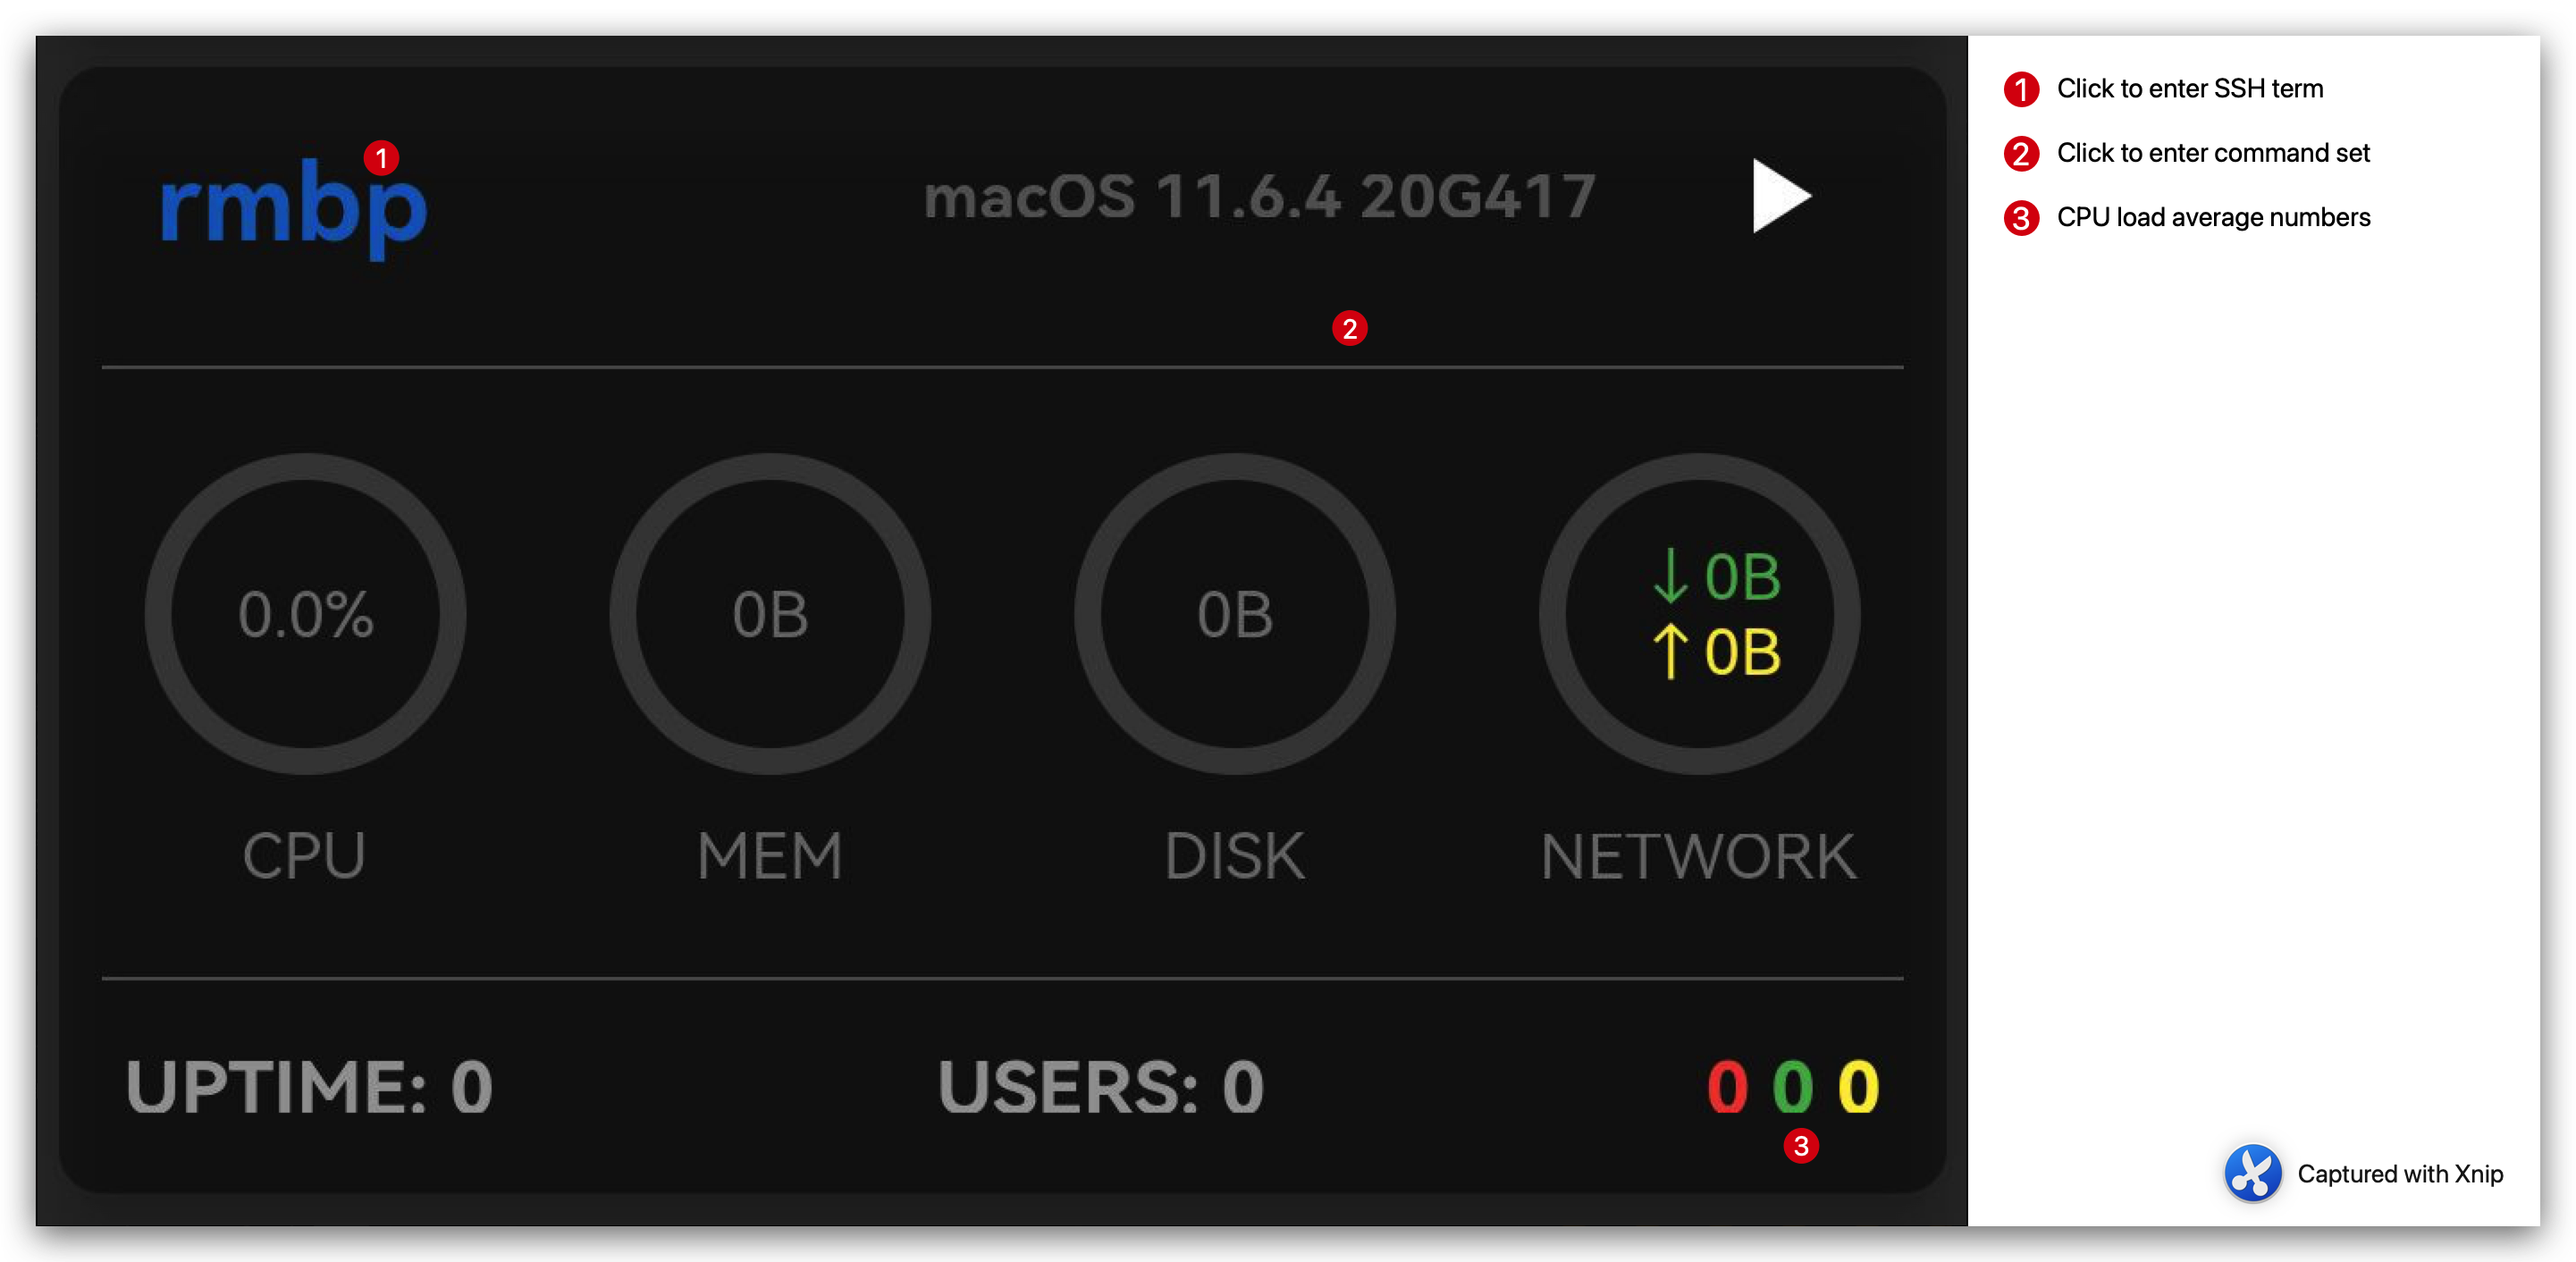 rmbp 1
macOS 11.6.4 20G417
2
0.0%
0B
0B
↓0B
↑0B
CPU
MEM
DISK
NETWORK
UPTIME: 0
USERS: 0
0 0 0
3
1 Click to enter SSH term
2 Click to enter command set
3 CPU load average numbers
Captured with Xnip